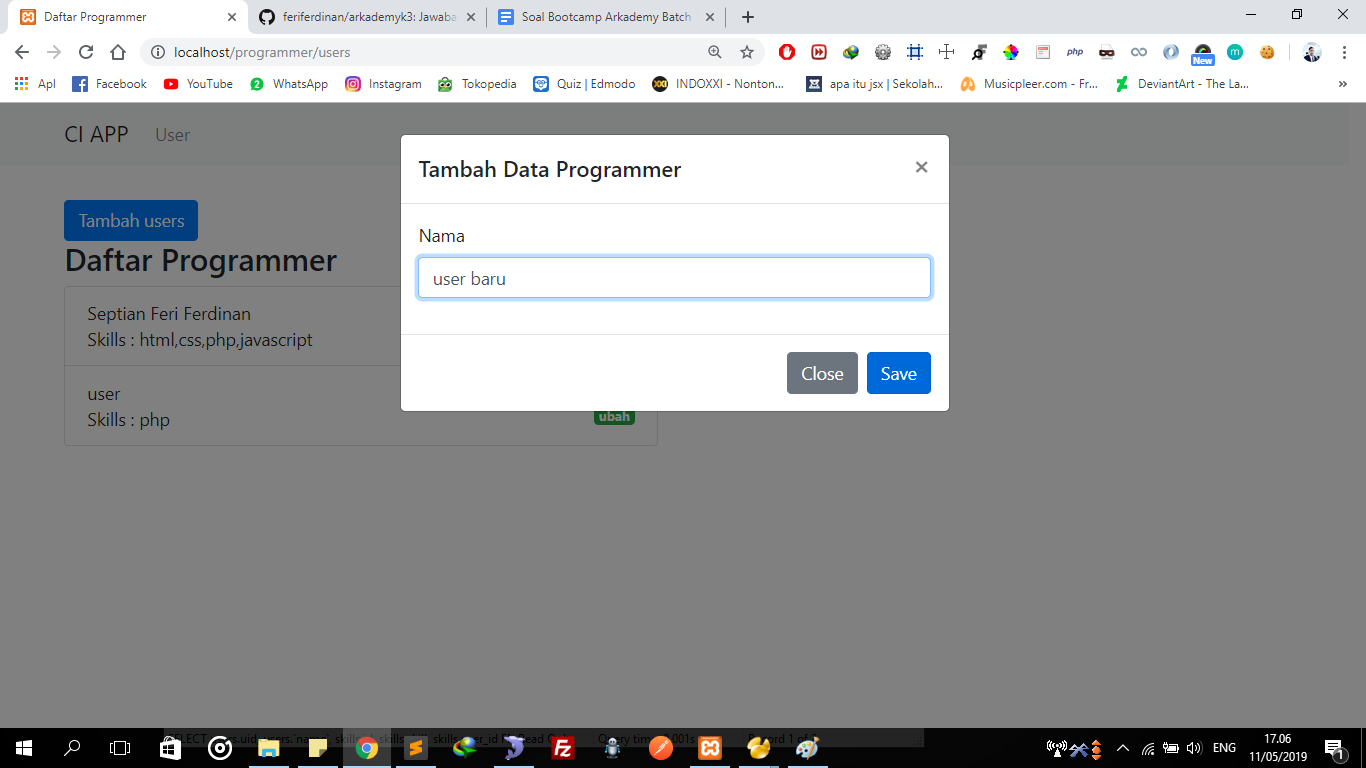 Daftar Programmer
feriferdinan/arkademyk3: Jawaba
Soal Bootcamp Arkademy Batch
localhost/programmer/users
php
New
m
Apl
Facebook
YouTube
WhatsApp
Instagram
Tokopedia
Quiz | Edmodo
INDOXXI - Nonton...
apa itu jsx | Sekolah...
Musicpleer.com - Fr...
DeviantArt - The La...
CI APP
User
Tambah Data Programmer
Tambah users
Nama
Daftar Programmer
user baru
Septian Feri Ferdinan
Skills : html,css,php,javascript
Close
Save
user
Skills : php
ubah
ENG
17.06
11/05/2019
1